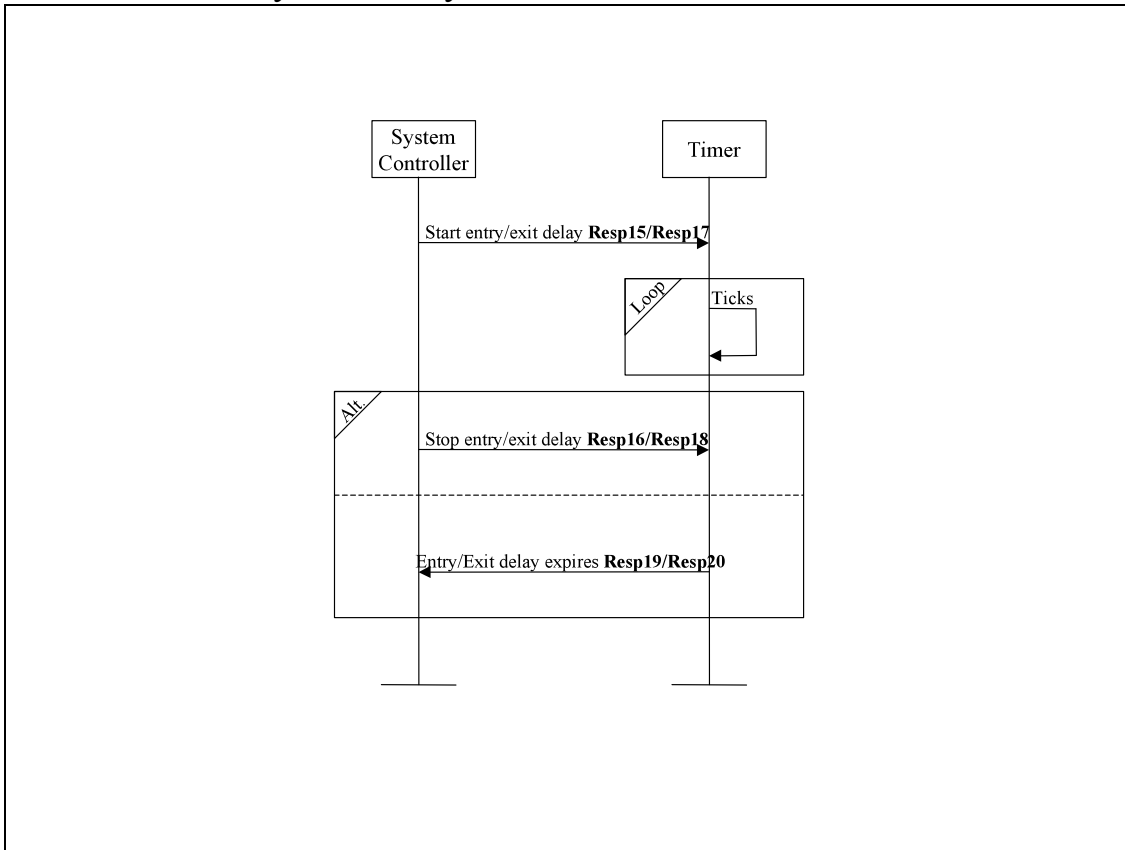 System
Controller
Timer
Start entry/exit delay Resp15/Resp17
Loop
Ticks
Alt.
Stop entry/exit delay Resp16/Resp18
Entry/Exit delay expires Resp19/Resp20